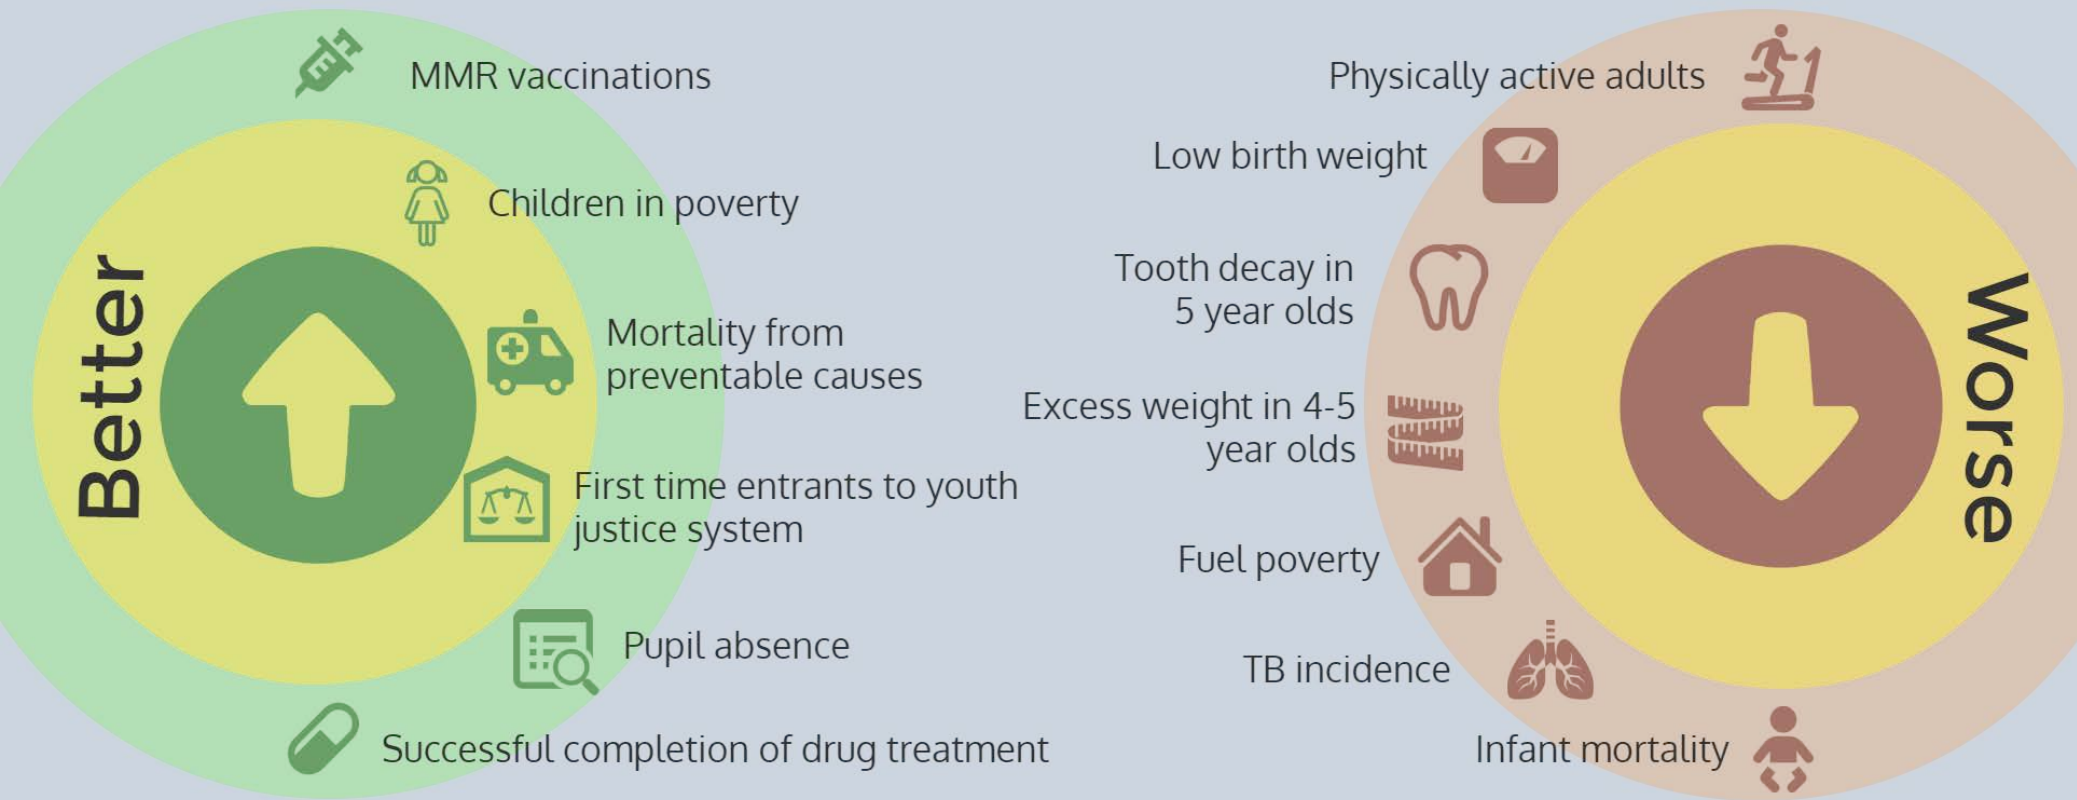 Better
MMR vaccinations
Children in poverty
Mortality from
preventable causes
First time entrants to youth
justice system
Pupil absence
Successful completion of drug treatment
Physically active adults
Low birth weight
Tooth decay in
5 year olds
Excess weight in 4-5
year olds
Fuel poverty
TB incidence
Infant mortality
Worse